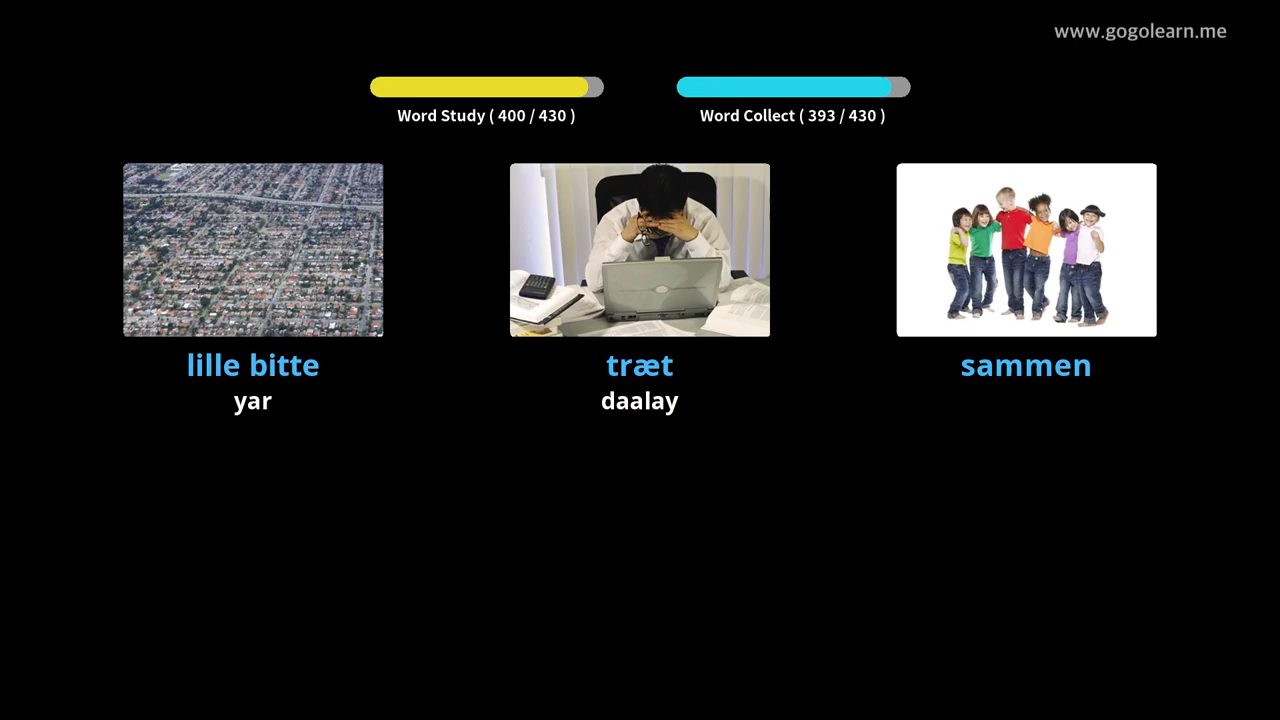 www.gogolearn.me
Word Study ( 400 / 430 )
Word Collect ( 393 / 430 )
lille bitte
yar
træt
daalay
sammen